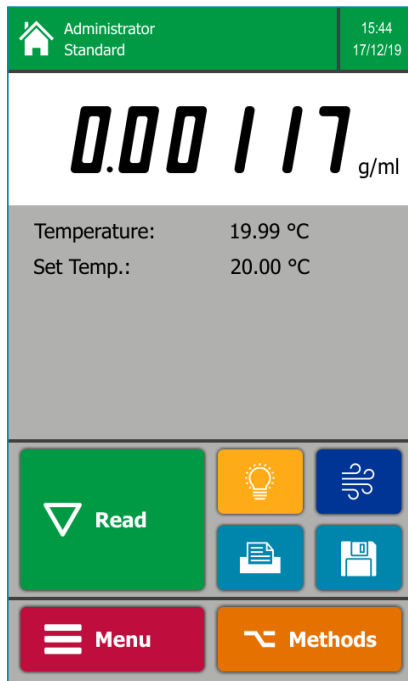 Administrator
Standard
15:44
17/12/19
0.00117 g/ml
Temperature: 19.99 °C
Set Temp.: 20.00 °C
Read
Menu
Methods